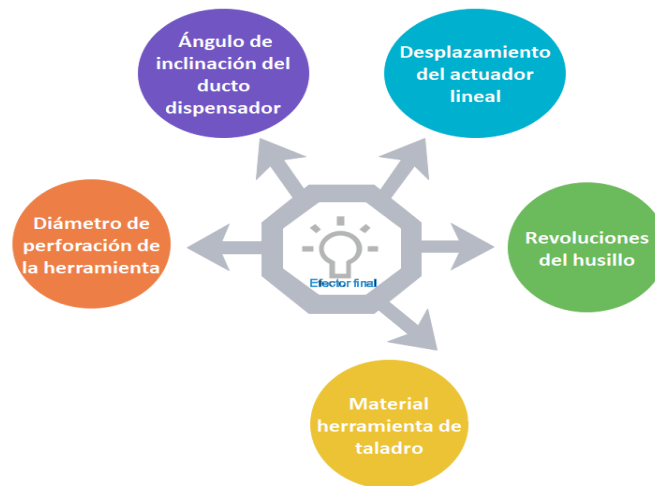 Ángulo de
inclinación del
ducto
dispensador
Desplazamiento
del actuador
lineal
Diámetro de
perforación de
la herramienta
Efector final
Revoluciones
del husillo
Material
herramienta de
taladro